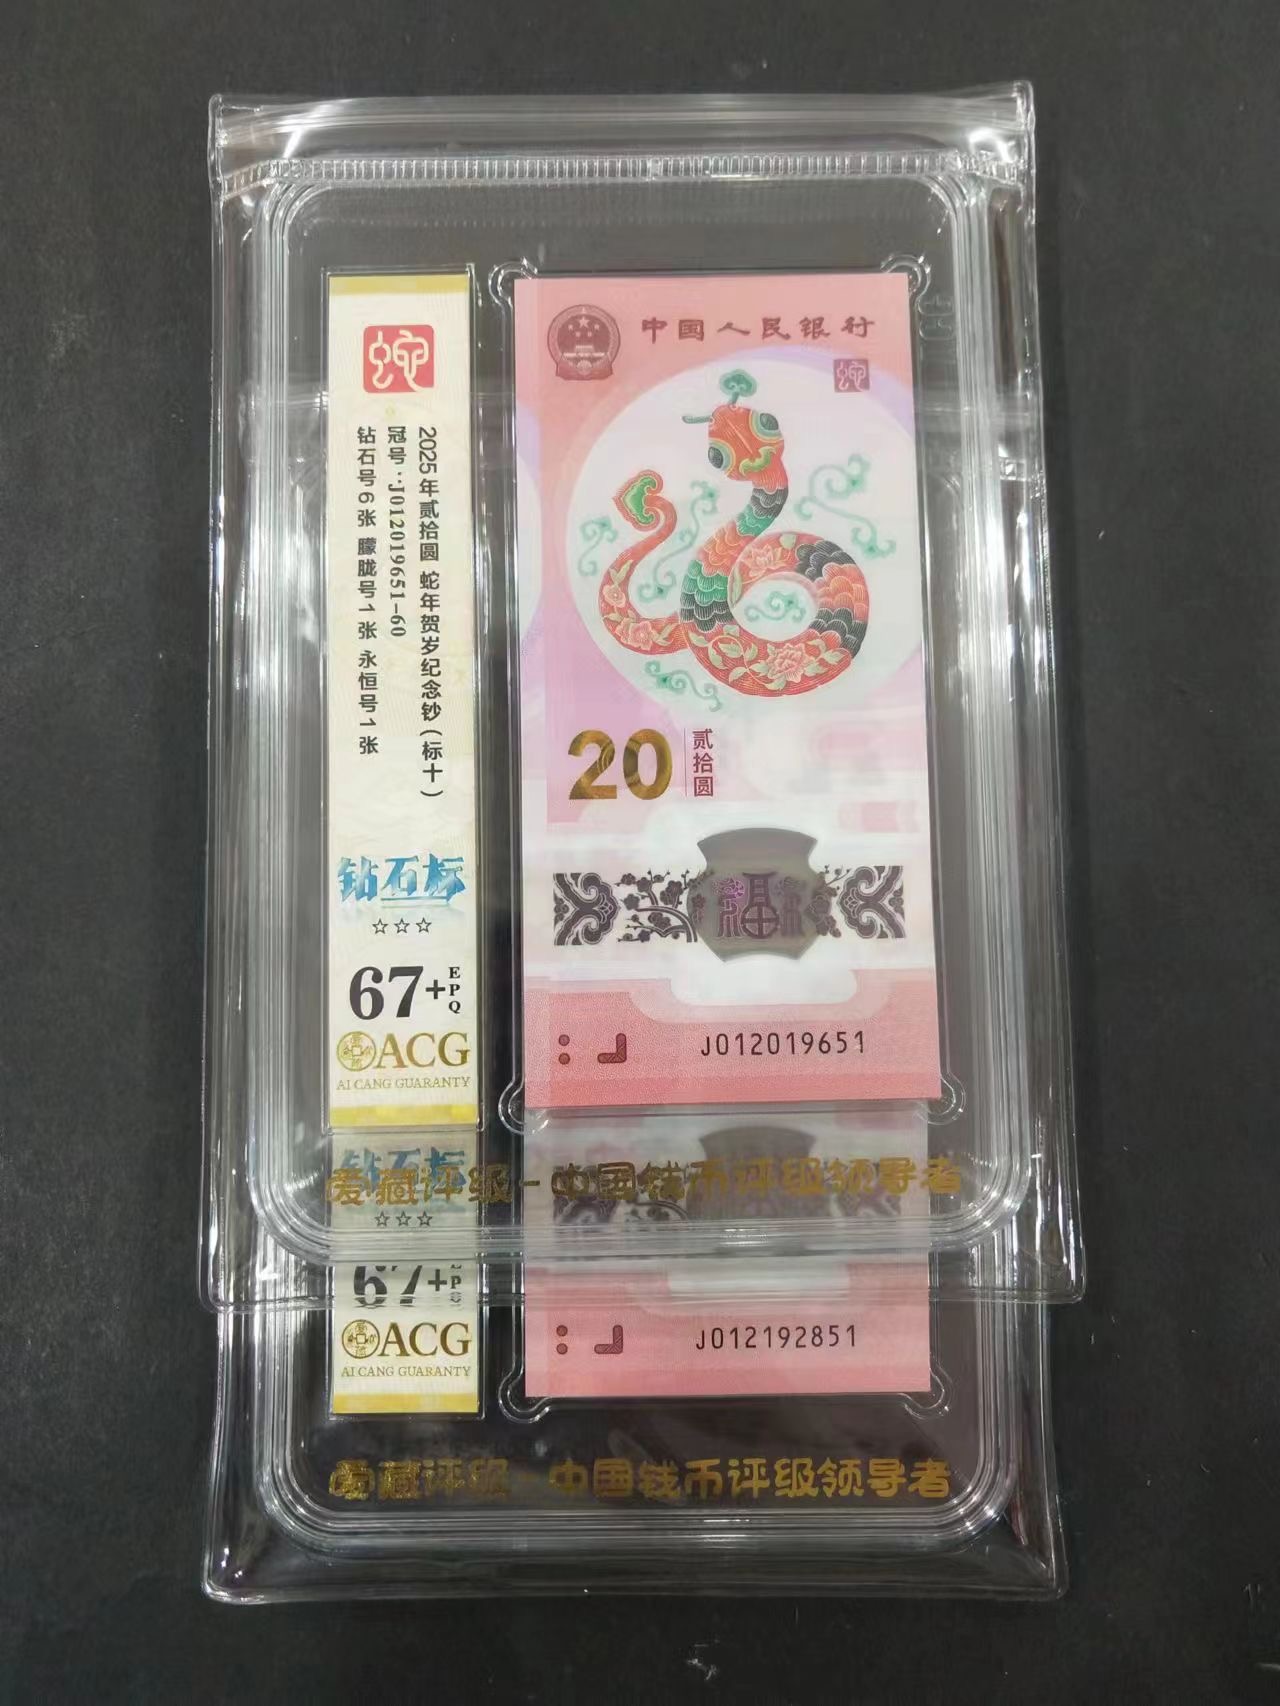 蛇
2025年贰拾圆 蛇年贺岁纪念钞(标十)
冠号:J012019651-60
钻石号6张 朦胧号1张 永恒号1张
钻石标
☆☆☆
67+EPQ
ACG
AI CANG GUARANTY
中国人民银行
蛇
20
贰拾圆
福
J012019651
爱藏评级-中国钱币评级领导者
钻石标
☆☆☆
67+
ACG
AI CANG GUARANTY
J012192851
爱藏评级-中国钱币评级领导者